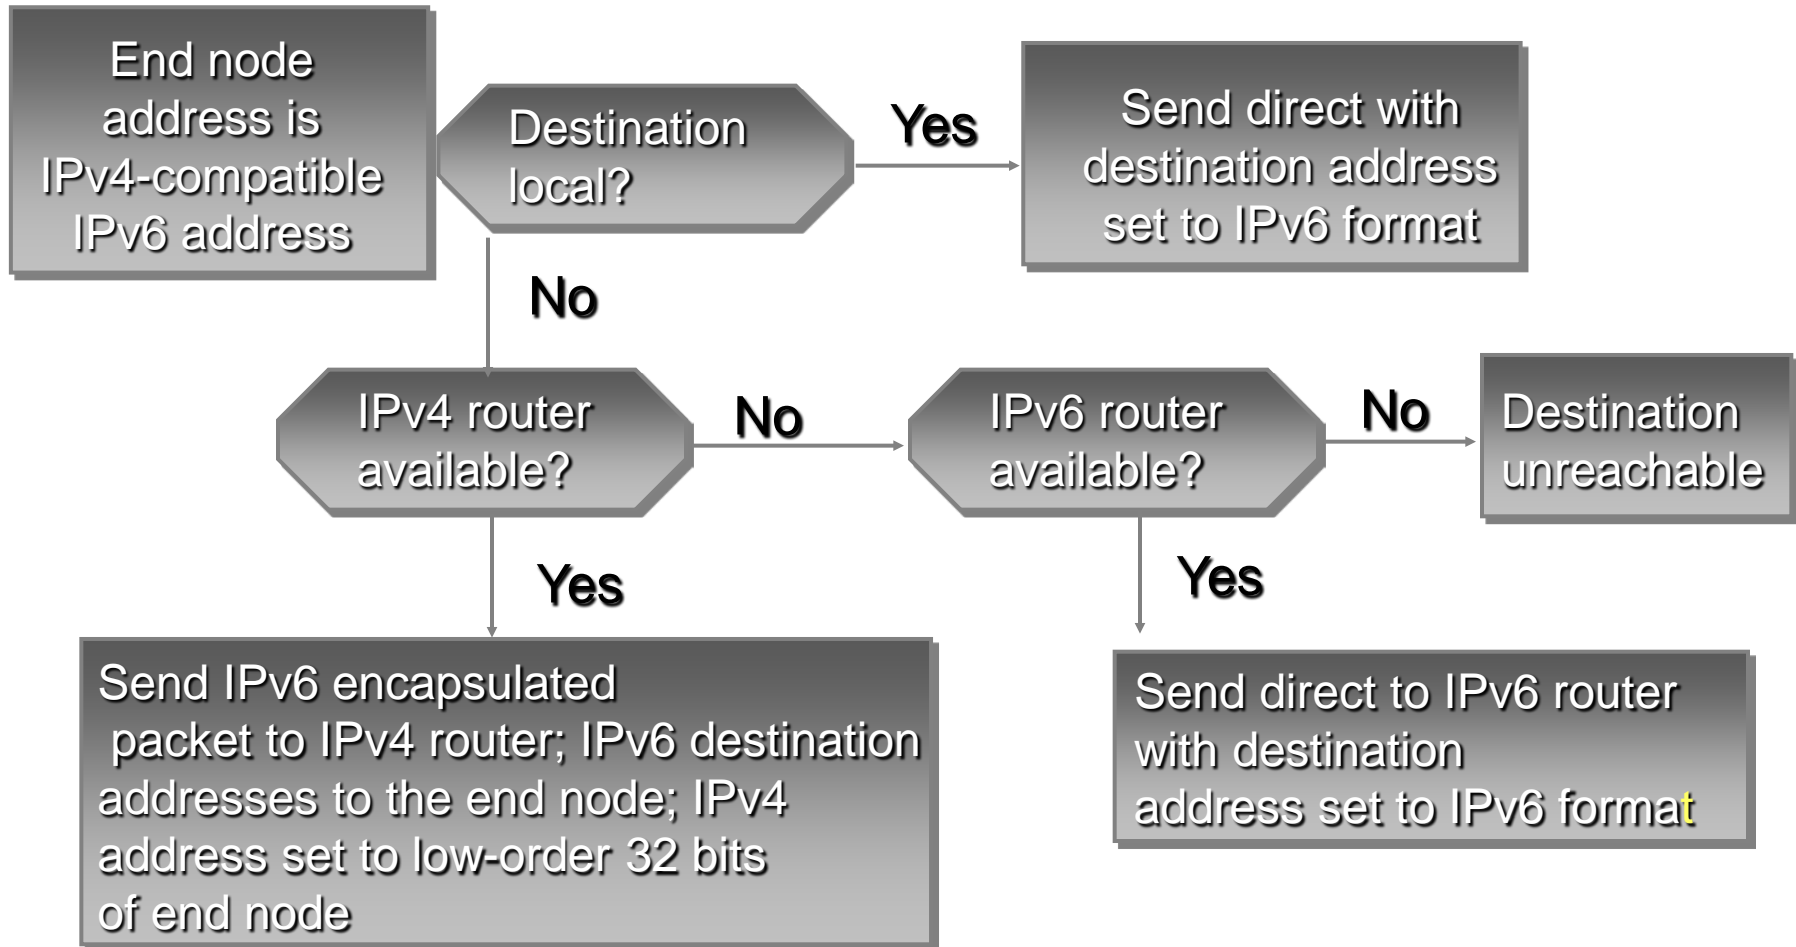 End node
address is
IPv4-compatible
IPv6 address
Destination
local?
Yes
Send direct with
destination address
set to IPv6 format
No
IPv4 router
available?
No
IPv6 router
available?
No
Destination
unreachable
Yes
Yes
Send IPv6 encapsulated
packet to IPv4 router; IPv6 destination
addresses to the end node; IPv4
address set to low-order 32 bits
of end node
Send direct to IPv6 router
with destination
address set to IPv6 format